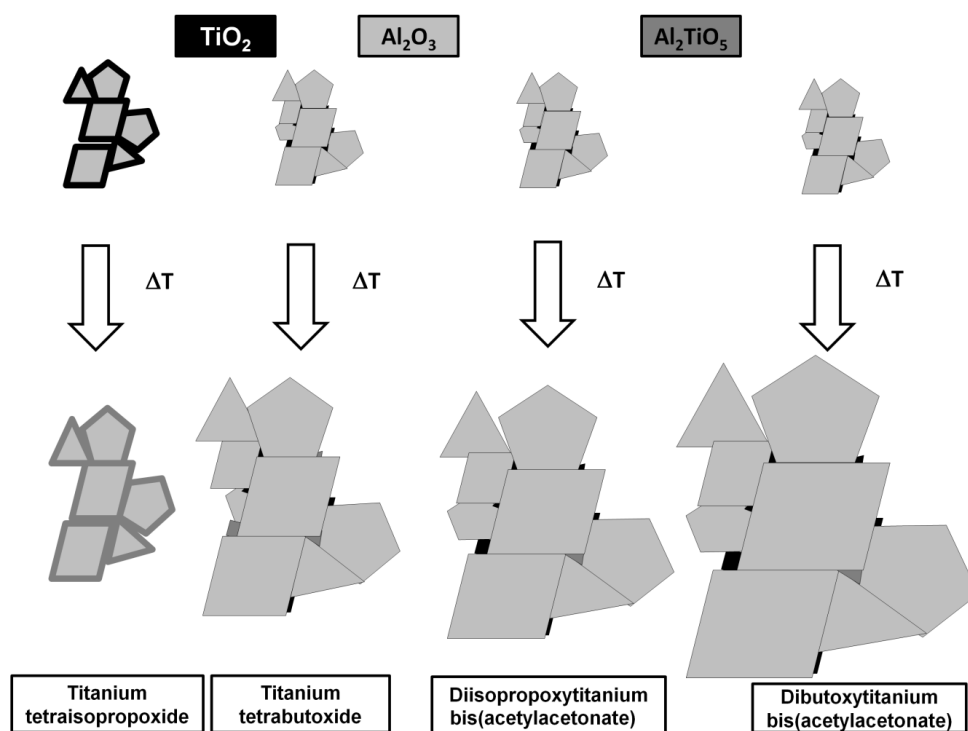 TiO₂
Al₂O₃
Al₂TiO₅
ΔT
ΔT
ΔT
ΔT
Titanium
tetraisopropoxide
Titanium
tetrabutoxide
Diisopropoxytitanium
bis(acetylacetonate)
Dibutoxytitanium
bis(acetylacetonate)